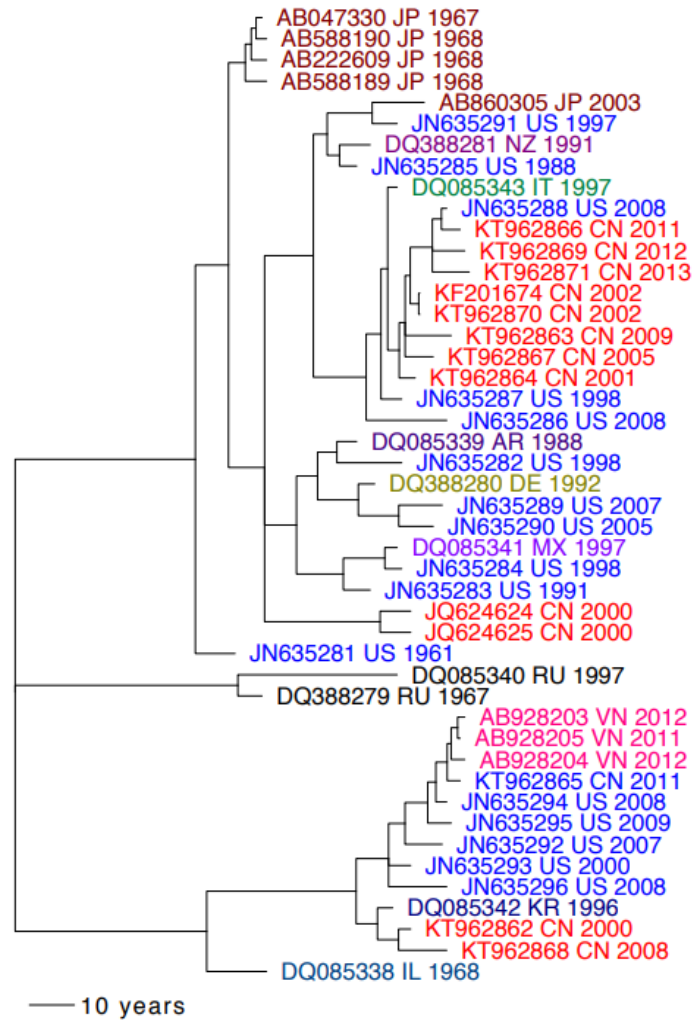 AB047330 JP 1967
AB588190 JP 1968
AB222609 JP 1968
AB588189 JP 1968
AB860305 JP 2003
JN635291 US 1997
DQ388281 NZ 1991
JN635285 US 1988
DQ085343 IT 1997
JN635288 US 2008
KT962866 CN 2011
KT962869 CN 2012
KT962871 CN 2013
KF201674 CN 2002
KT962870 CN 2002
KT962863 CN 2009
KT962867 CN 2005
KT962864 CN 2001
JN635287 US 1998
JN635286 US 2008
DQ085339 AR 1988
JN635282 US 1998
DQ388280 DE 1992
JN635289 US 2007
JN635290 US 2005
DQ085341 MX 1997
JN635284 US 1998
JN635283 US 1991
JQ624624 CN 2000
JQ624625 CN 2000
JN635281 US 1961
DQ085340 RU 1997
DQ388279 RU 1967
AB928203 VN 2012
AB928205 VN 2011
AB928204 VN 2012
KT962865 CN 2011
JN635294 US 2008
JN635295 US 2009
JN635292 US 2007
JN635293 US 2000
JN635296 US 2008
DQ085342 KR 1996
KT962862 CN 2000
KT962868 CN 2008
DQ085338 IL 1968
10 years